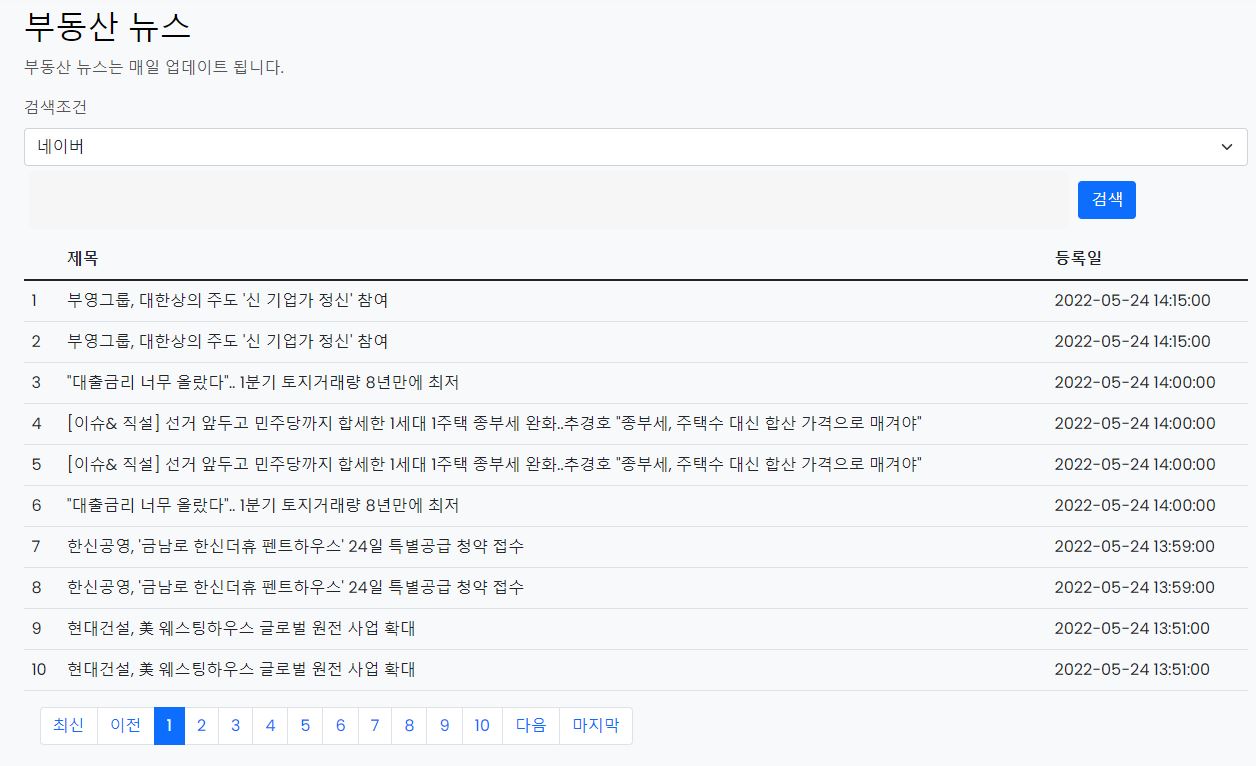 부동산 뉴스
부동산 뉴스는 매일 업데이트 됩니다.
검색조건
네이버
검색
제목 등록일
1 부영그룹, 대한상의 주도 '신 기업가 정신' 참여 2022-05-24 14:15:00
2 부영그룹, 대한상의 주도 '신 기업가 정신' 참여 2022-05-24 14:15:00
3 "대출금리 너무 올랐다".. 1분기 토지거래량 8년만에 최저 2022-05-24 14:00:00
4 [이슈& 직설] 선거 앞두고 민주당까지 합세한 1세대 1주택 종부세 완화..추경호 "종부세, 주택수 대신 합산 가격으로 매겨야" 2022-05-24 14:00:00
5 [이슈& 직설] 선거 앞두고 민주당까지 합세한 1세대 1주택 종부세 완화..추경호 "종부세, 주택수 대신 합산 가격으로 매겨야" 2022-05-24 14:00:00
6 "대출금리 너무 올랐다".. 1분기 토지거래량 8년만에 최저 2022-05-24 14:00:00
7 한신공영, '금남로 한신더휴 펜트하우스' 24일 특별공급 청약 접수 2022-05-24 13:59:00
8 한신공영, '금남로 한신더휴 펜트하우스' 24일 특별공급 청약 접수 2022-05-24 13:59:00
9 현대건설, 美 웨스팅하우스 글로벌 원전 사업 확대 2022-05-24 13:51:00
10 현대건설, 美 웨스팅하우스 글로벌 원전 사업 확대 2022-05-24 13:51:00
최신 이전 1 2 3 4 5 6 7 8 9 10 다음 마지막